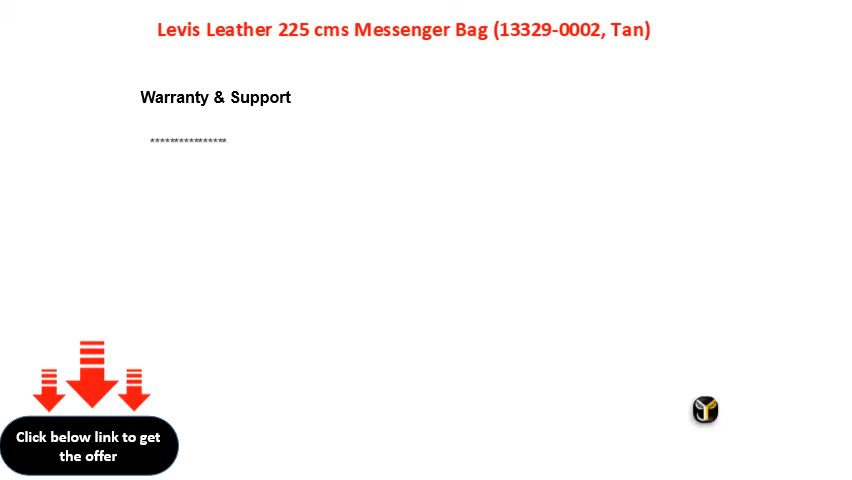 Levis Leather 225 cms Messenger Bag (13329-0002, Tan)
Warranty & Support
****************
Click below link to get
the offer